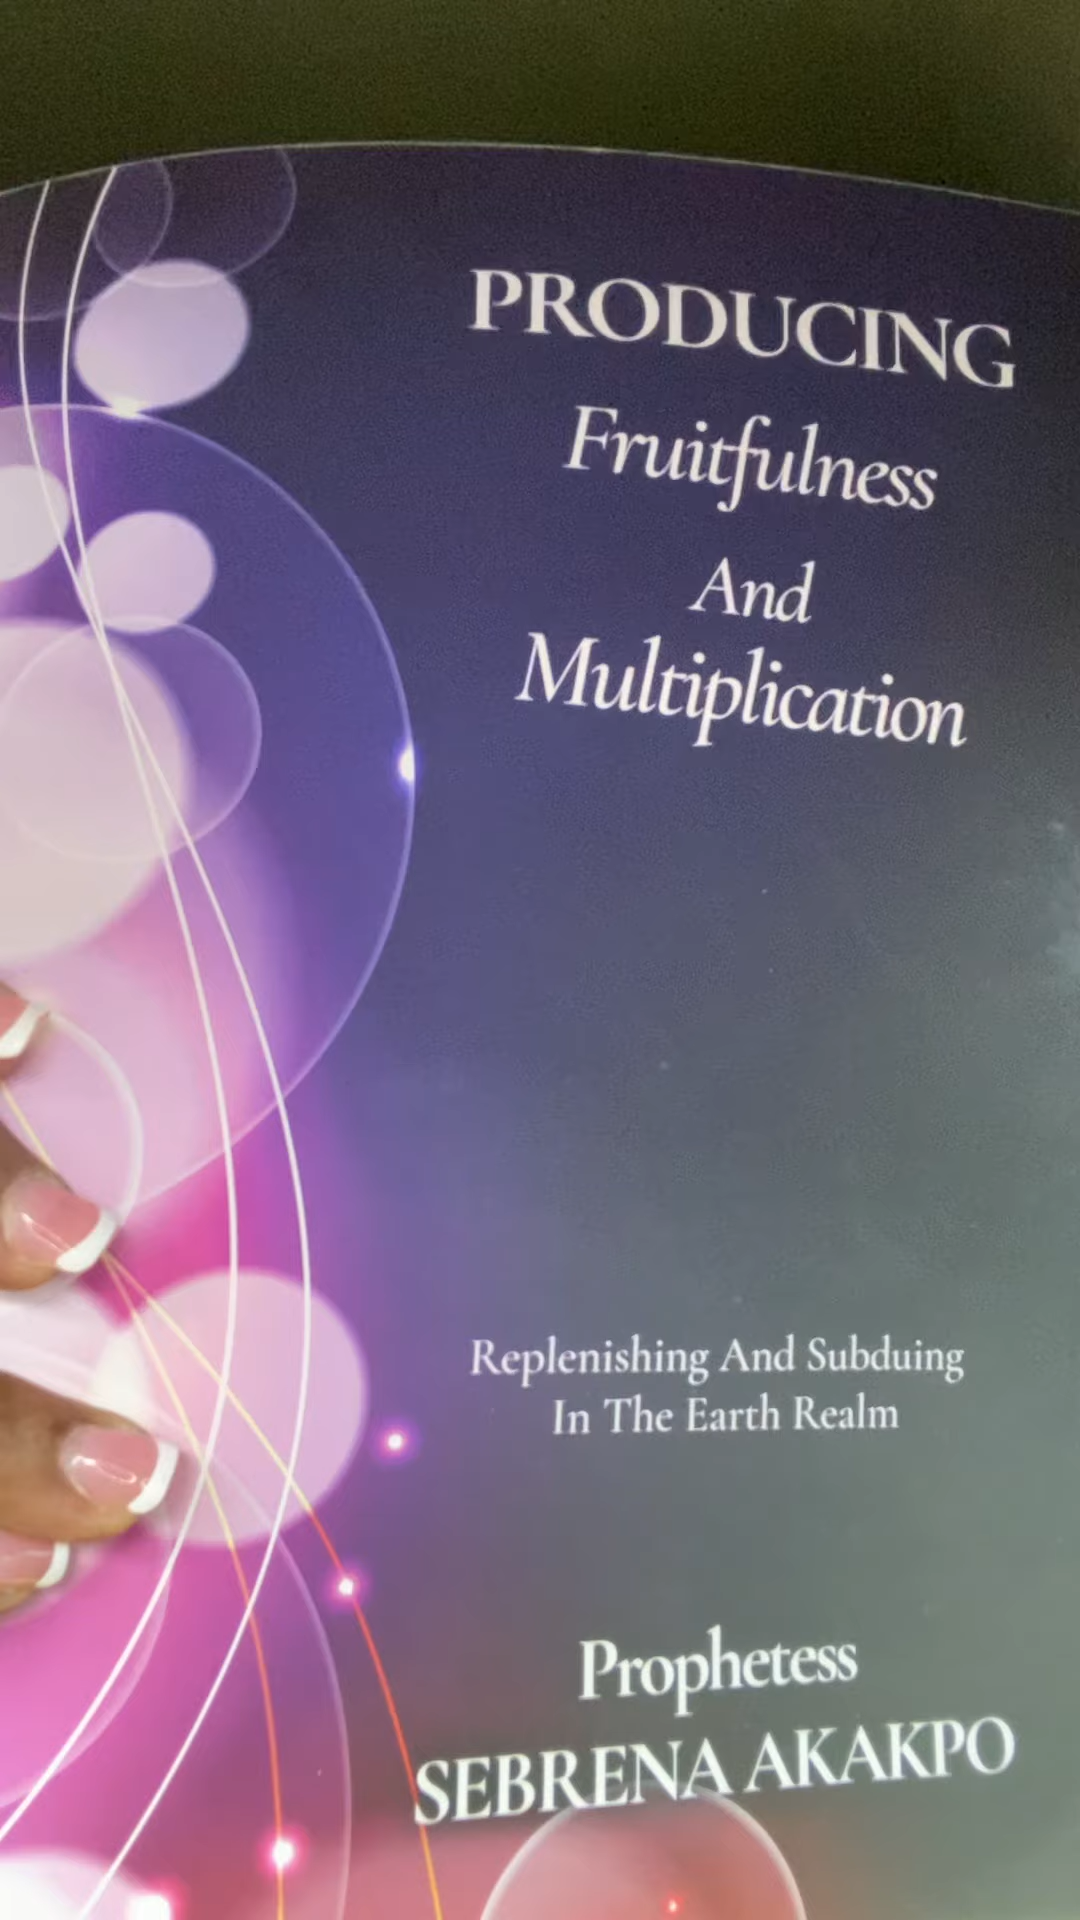 PRODUCING
Fruitfulness
And
Multiplication
Replenishing And Subduing
In The Earth Realm
Prophetess
SEBRENA AKAKPO